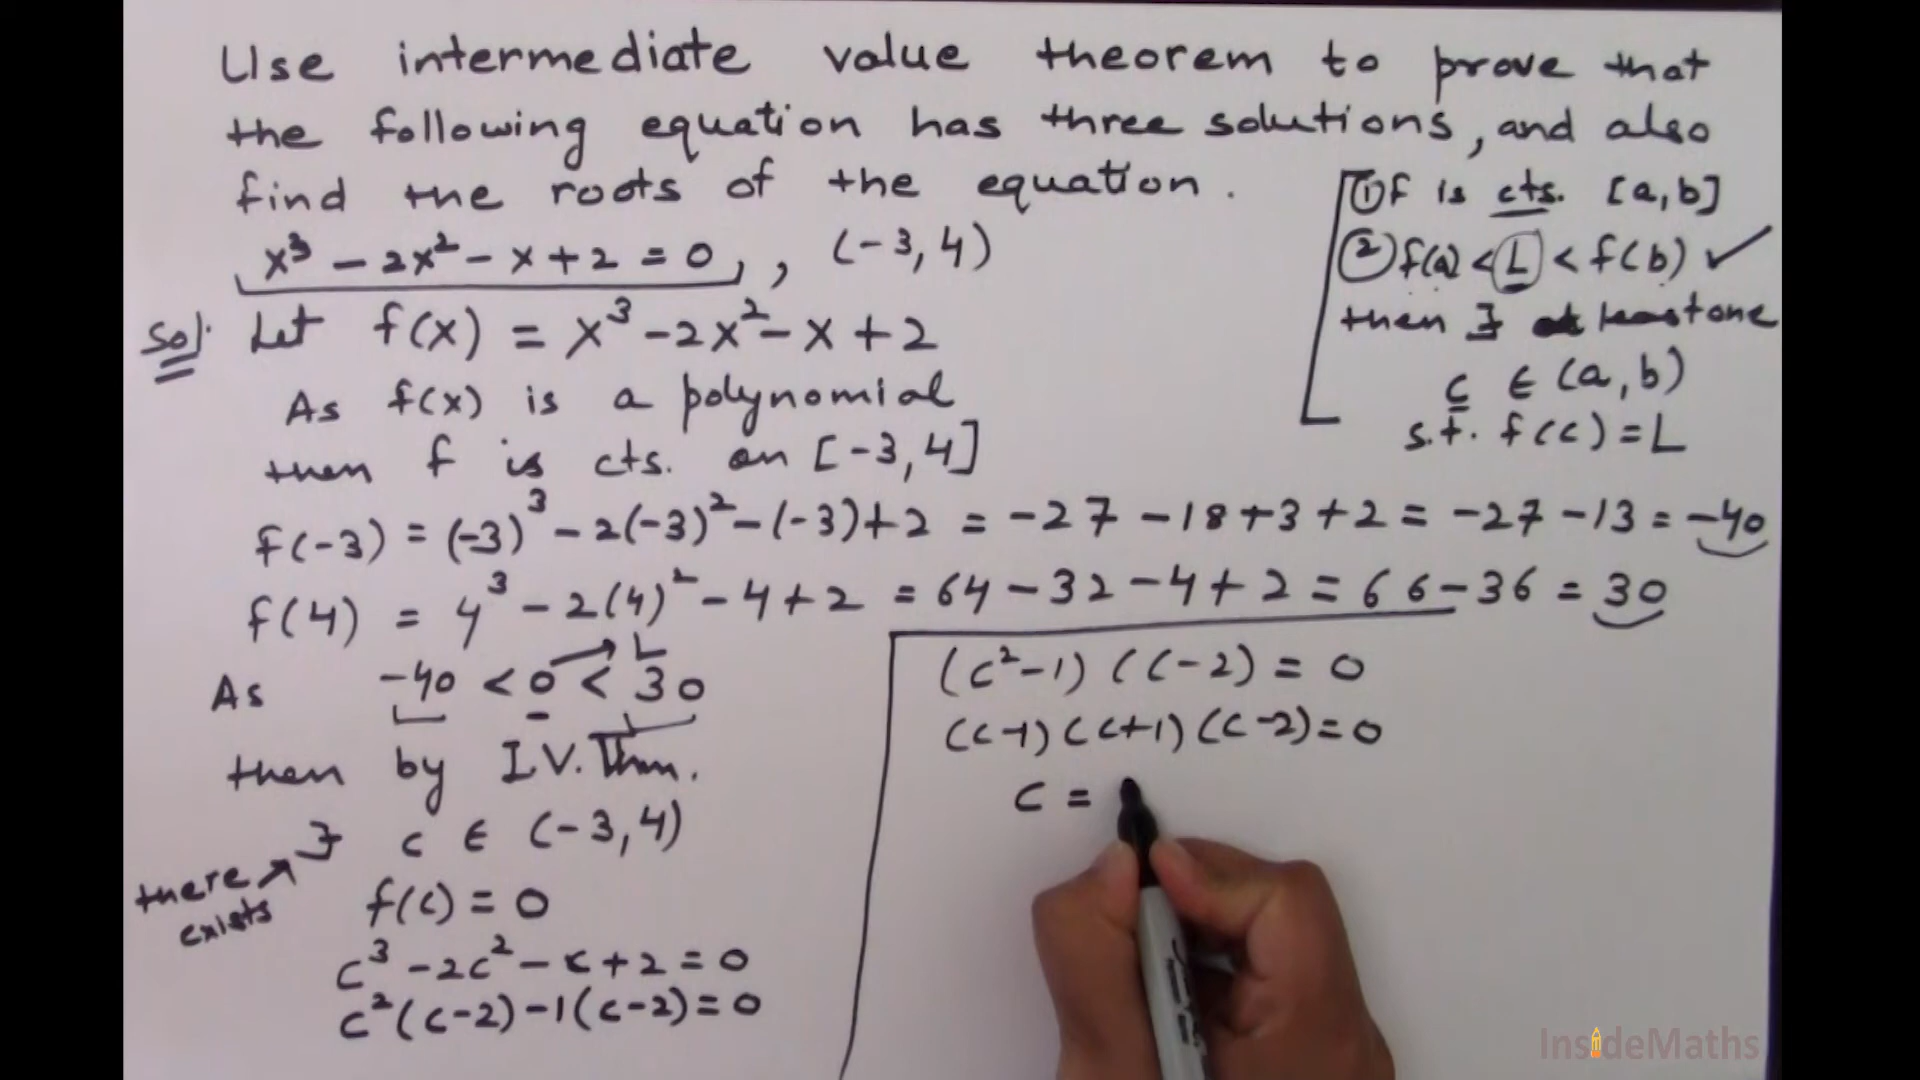 Use intermediate value theorem to prove that
the following equation has three solutions, and also
find the roots of the equation.
x³ - 2x² - x + 2 = 0, , (-3, 4)
① f is cts. [a, b]
② f(a) < L < f(b) ✓
then ∃ at least one
c ∈ (a, b)
s.t. f(c) = L
Sol. Let f(x) = x³ - 2x² - x + 2
As f(x) is a polynomial
then f is cts. on [-3, 4]
f(-3) = (-3)³ - 2(-3)² - (-3) + 2 = -27 - 18 + 3 + 2 = -27 - 13 = -40
f(4) = 4³ - 2(4)² - 4 + 2 = 64 - 32 - 4 + 2 = 66 - 36 = 30
As -40 < 0 → L < 30
then by I.V. Thm.
there exists → ∃ c ∈ (-3, 4)
f(c) = 0
c³ - 2c² - c + 2 = 0
c²(c-2) - 1(c-2) = 0
(c² - 1)(c - 2) = 0
(c-1)(c+1)(c-2) = 0
c =
InsideMaths